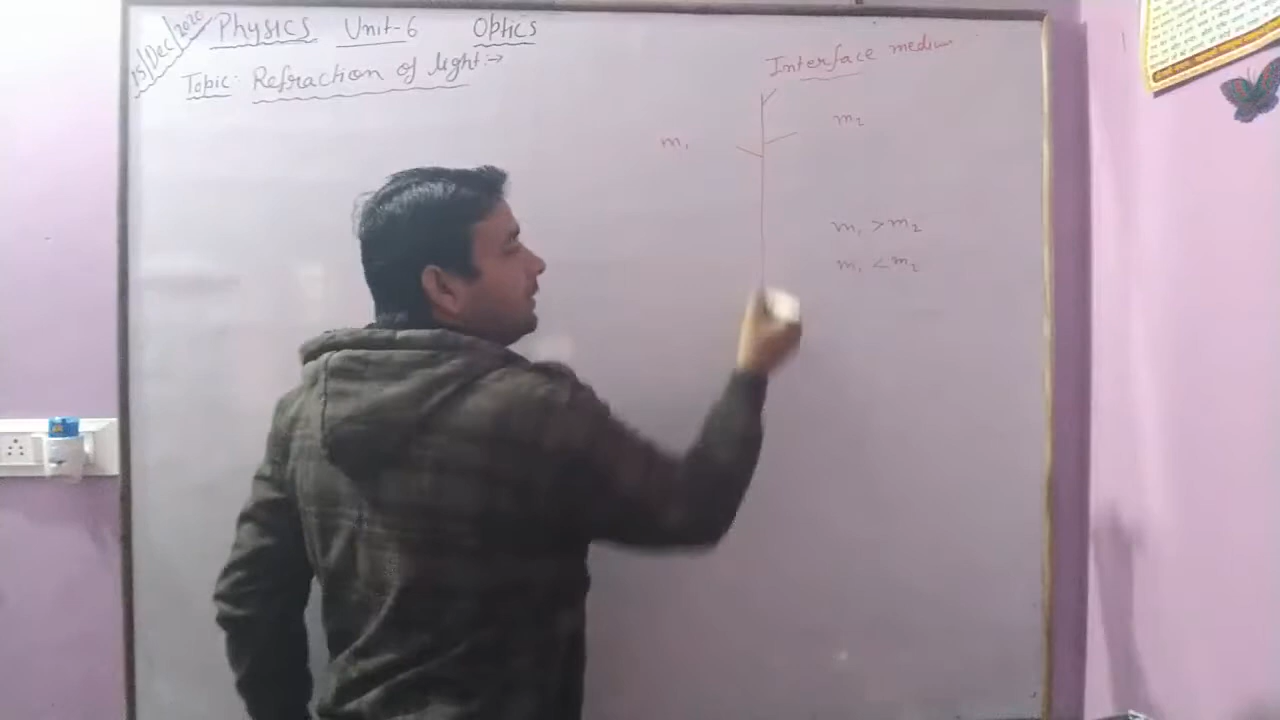 15/Dec/2020
Physics Unit-6 Optics
Topic: Refraction of light:→
Interface medium
m₁ m₂
m₁ > m₂
m₁ < m₂